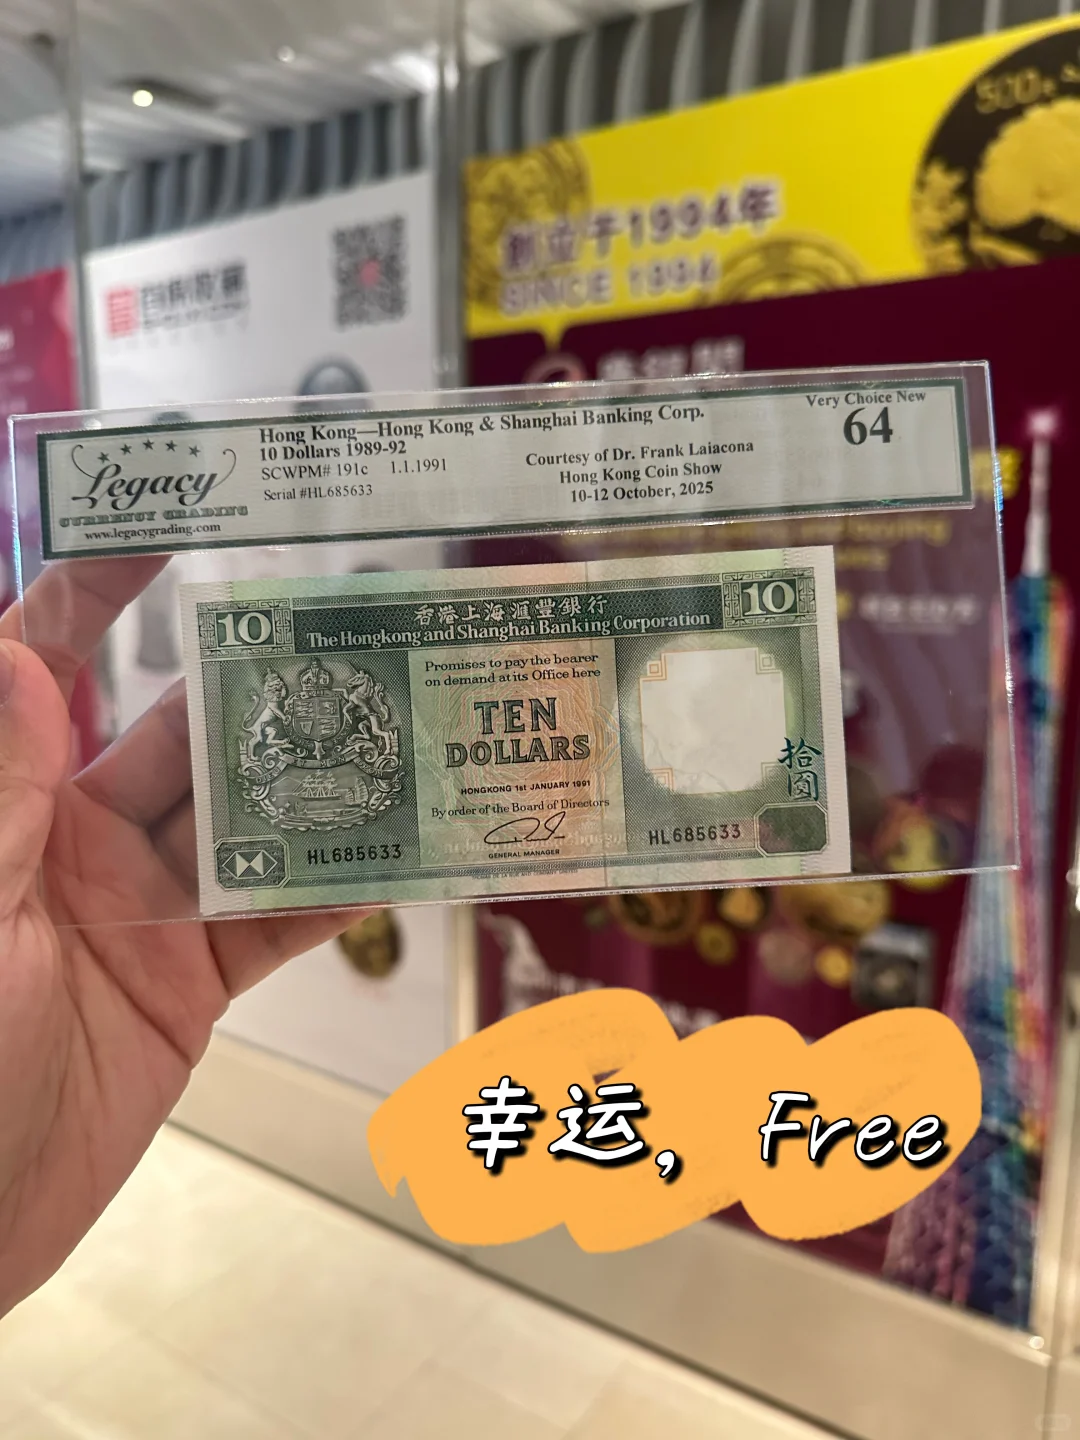 500+
創立于1994年
SINCE 1994
Legacy
CURRENCY GRADING
www.legacygrading.com
Hong Kong—Hong Kong & Shanghai Banking Corp.
10 Dollars 1989-92
SCWPM# 191c 1.1.1991
Serial #HL685633
Courtesy of Dr. Frank Laiacona
Hong Kong Coin Show
10-12 October, 2025
Very Choice New
64
10
香港上海滙豐銀行
10
The Hongkong and Shanghai Banking Corporation
Promises to pay the bearer
on demand at its Office here
TEN
DOLLARS
HONGKONG 1st JANUARY 1991
By order of the Board of Directors
GENERAL MANAGER
拾圓
HL685633
HL685633
幸运，Free